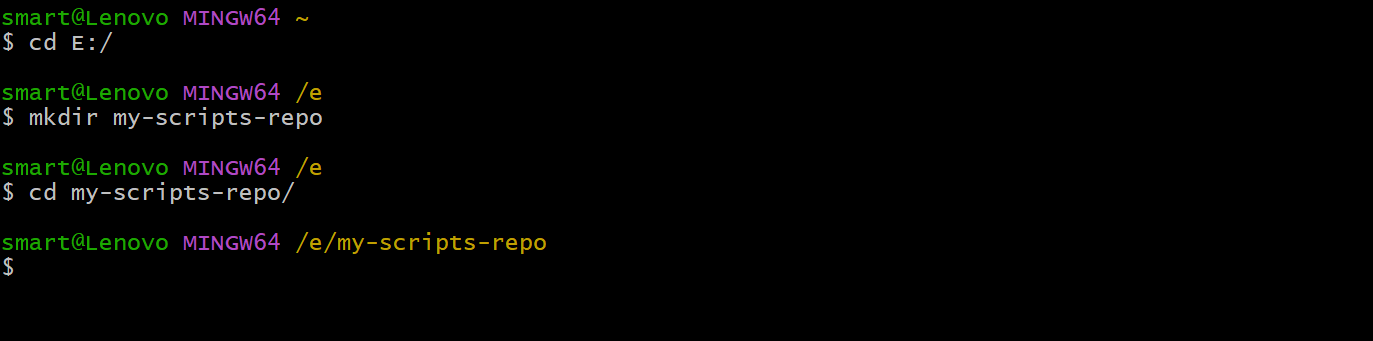 smart@Lenovo MINGW64 ~
$ cd E:/
smart@Lenovo MINGW64 /e
$ mkdir my-scripts-repo
smart@Lenovo MINGW64 /e
$ cd my-scripts-repo/
smart@Lenovo MINGW64 /e/my-scripts-repo
$